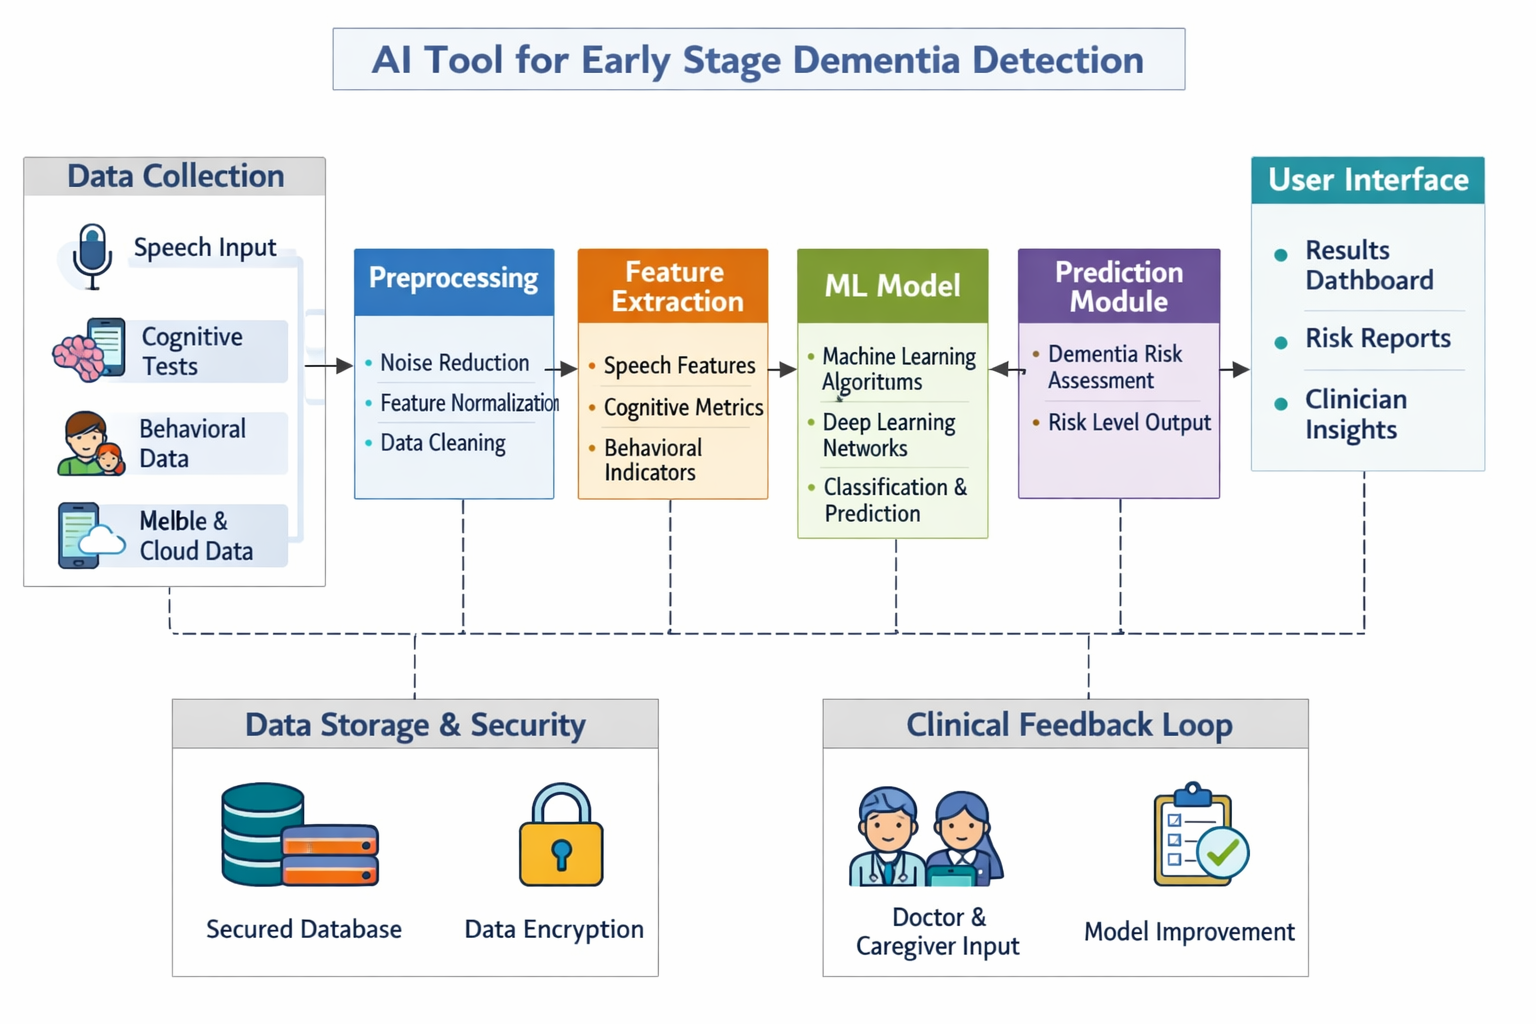 AI Tool for Early Stage Dementia Detection
Data Collection
Speech Input
Cognitive
Tests
Behavioral
Data
Melble &
Cloud Data
Preprocessing
• Noise Reduction
• Feature Normalization
• Data Cleaning
Feature
Extraction
• Speech Features
• Cognitive Metrics
• Behavioral
Indicators
ML Model
• Machine Learning
Algoritums
• Deep Learning
Networks
• Classification &
Prediction
Prediction
Module
• Dementia Risk
Assessment
• Risk Level Output
User Interface
• Results
Dathboard
• Risk Reports
• Clinician
Insights
Data Storage & Security
Secured Database
Data Encryption
Clinical Feedback Loop
Doctor &
Caregiver Input
Model Improvement